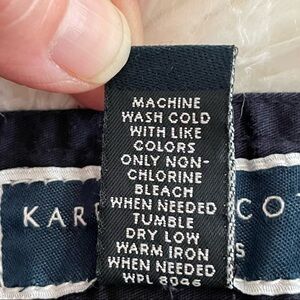 MACHINE
WASH COLD
WITH LIKE
COLORS
ONLY NON-
CHLORINE
BLEACH
WHEN NEEDED
TUMBLE
DRY LOW
WARM IRON
WHEN NEEDED
WPL 8046
KAR
CO
S